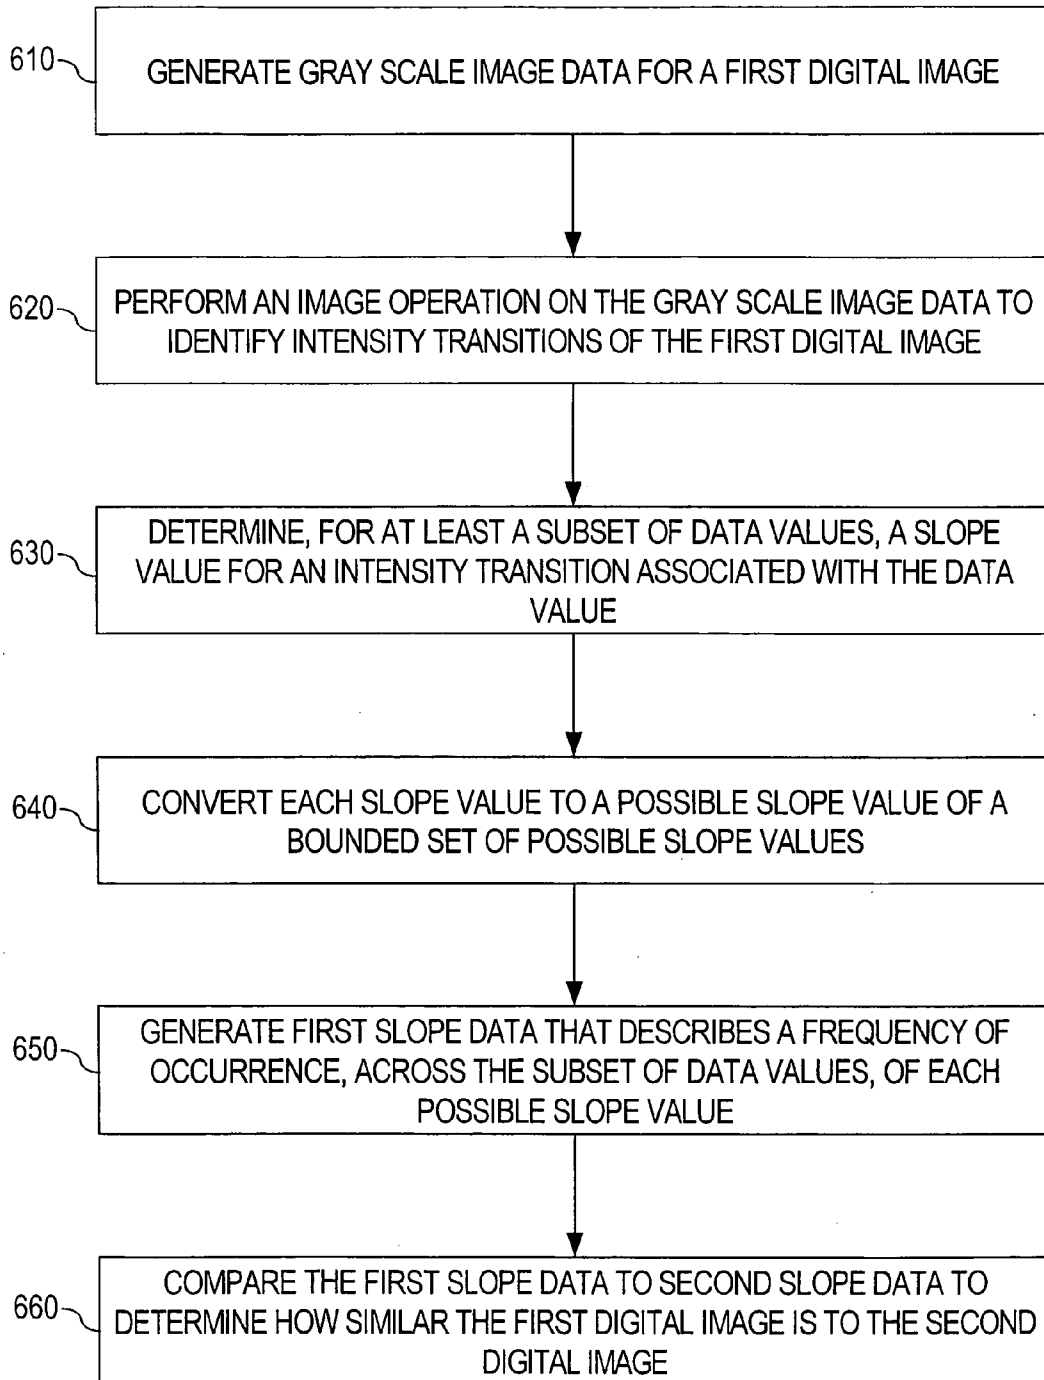 610
GENERATE GRAY SCALE IMAGE DATA FOR A FIRST DIGITAL IMAGE
620
PERFORM AN IMAGE OPERATION ON THE GRAY SCALE IMAGE DATA TO
IDENTIFY INTENSITY TRANSITIONS OF THE FIRST DIGITAL IMAGE
630
DETERMINE, FOR AT LEAST A SUBSET OF DATA VALUES, A SLOPE
VALUE FOR AN INTENSITY TRANSITION ASSOCIATED WITH THE DATA
VALUE
640
CONVERT EACH SLOPE VALUE TO A POSSIBLE SLOPE VALUE OF A
BOUNDED SET OF POSSIBLE SLOPE VALUES
650
GENERATE FIRST SLOPE DATA THAT DESCRIBES A FREQUENCY OF
OCCURRENCE, ACROSS THE SUBSET OF DATA VALUES, OF EACH
POSSIBLE SLOPE VALUE
660
COMPARE THE FIRST SLOPE DATA TO SECOND SLOPE DATA TO
DETERMINE HOW SIMILAR THE FIRST DIGITAL IMAGE IS TO THE SECOND
DIGITAL IMAGE